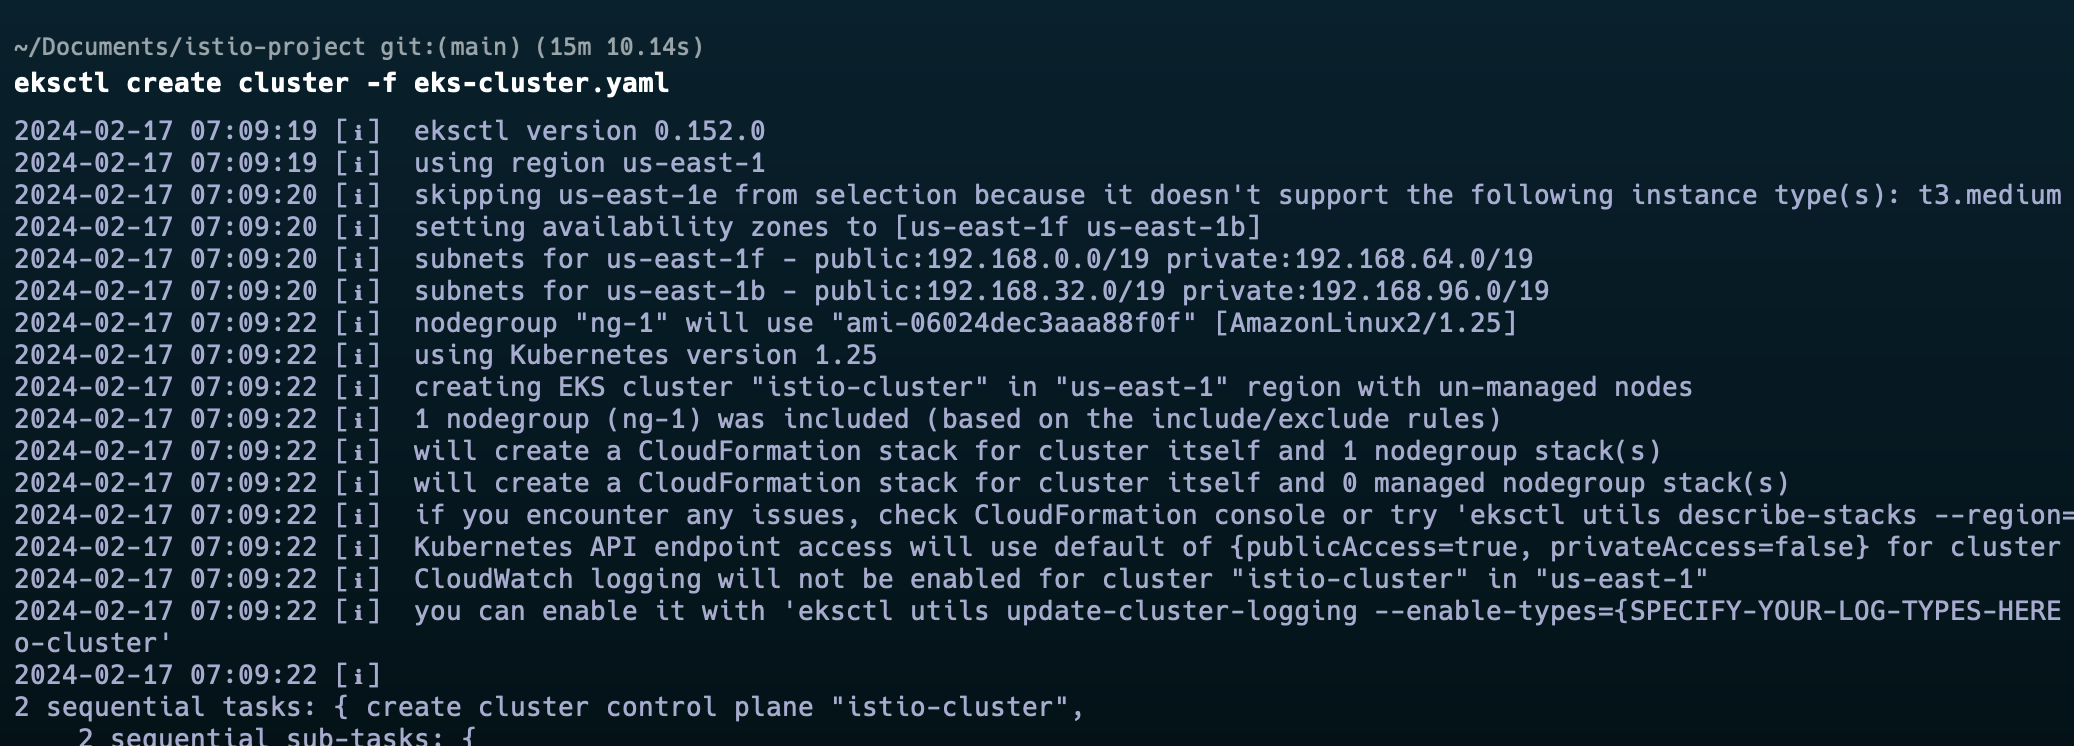 ~/Documents/istio-project git:(main) (15m 10.14s)
eksctl create cluster -f eks-cluster.yaml
2024-02-17 07:09:19 [ℹ]  eksctl version 0.152.0
2024-02-17 07:09:19 [ℹ]  using region us-east-1
2024-02-17 07:09:20 [ℹ]  skipping us-east-1e from selection because it doesn't support the following instance type(s): t3.medium
2024-02-17 07:09:20 [ℹ]  setting availability zones to [us-east-1f us-east-1b]
2024-02-17 07:09:20 [ℹ]  subnets for us-east-1f - public:192.168.0.0/19 private:192.168.64.0/19
2024-02-17 07:09:20 [ℹ]  subnets for us-east-1b - public:192.168.32.0/19 private:192.168.96.0/19
2024-02-17 07:09:22 [ℹ]  nodegroup "ng-1" will use "ami-06024dec3aaa88f0f" [AmazonLinux2/1.25]
2024-02-17 07:09:22 [ℹ]  using Kubernetes version 1.25
2024-02-17 07:09:22 [ℹ]  creating EKS cluster "istio-cluster" in "us-east-1" region with un-managed nodes
2024-02-17 07:09:22 [ℹ]  1 nodegroup (ng-1) was included (based on the include/exclude rules)
2024-02-17 07:09:22 [ℹ]  will create a CloudFormation stack for cluster itself and 1 nodegroup stack(s)
2024-02-17 07:09:22 [ℹ]  will create a CloudFormation stack for cluster itself and 0 managed nodegroup stack(s)
2024-02-17 07:09:22 [ℹ]  if you encounter any issues, check CloudFormation console or try 'eksctl utils describe-stacks --region=
2024-02-17 07:09:22 [ℹ]  Kubernetes API endpoint access will use default of {publicAccess=true, privateAccess=false} for cluster
2024-02-17 07:09:22 [ℹ]  CloudWatch logging will not be enabled for cluster "istio-cluster" in "us-east-1"
2024-02-17 07:09:22 [ℹ]  you can enable it with 'eksctl utils update-cluster-logging --enable-types={SPECIFY-YOUR-LOG-TYPES-HERE
o-cluster'
2024-02-17 07:09:22 [ℹ]
2 sequential tasks: { create cluster control plane "istio-cluster",
    2 sequential sub-tasks: {